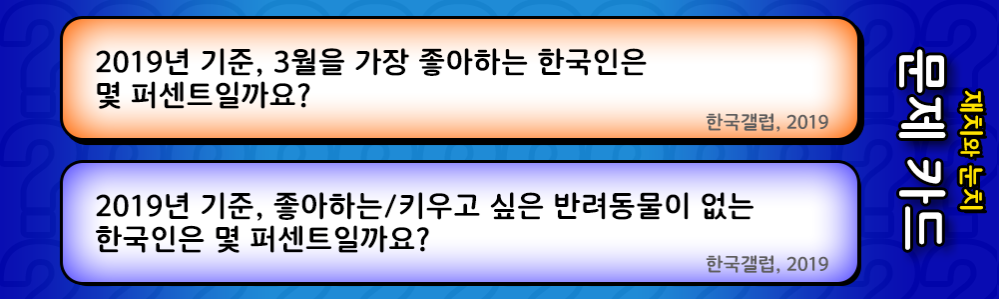 2019년 기준, 3월을 가장 좋아하는 한국인은
몇 퍼센트일까요?
한국갤럽, 2019
2019년 기준, 좋아하는/키우고 싶은 반려동물이 없는
한국인은 몇 퍼센트일까요?
한국갤럽, 2019
재치와 눈치
문제 카드